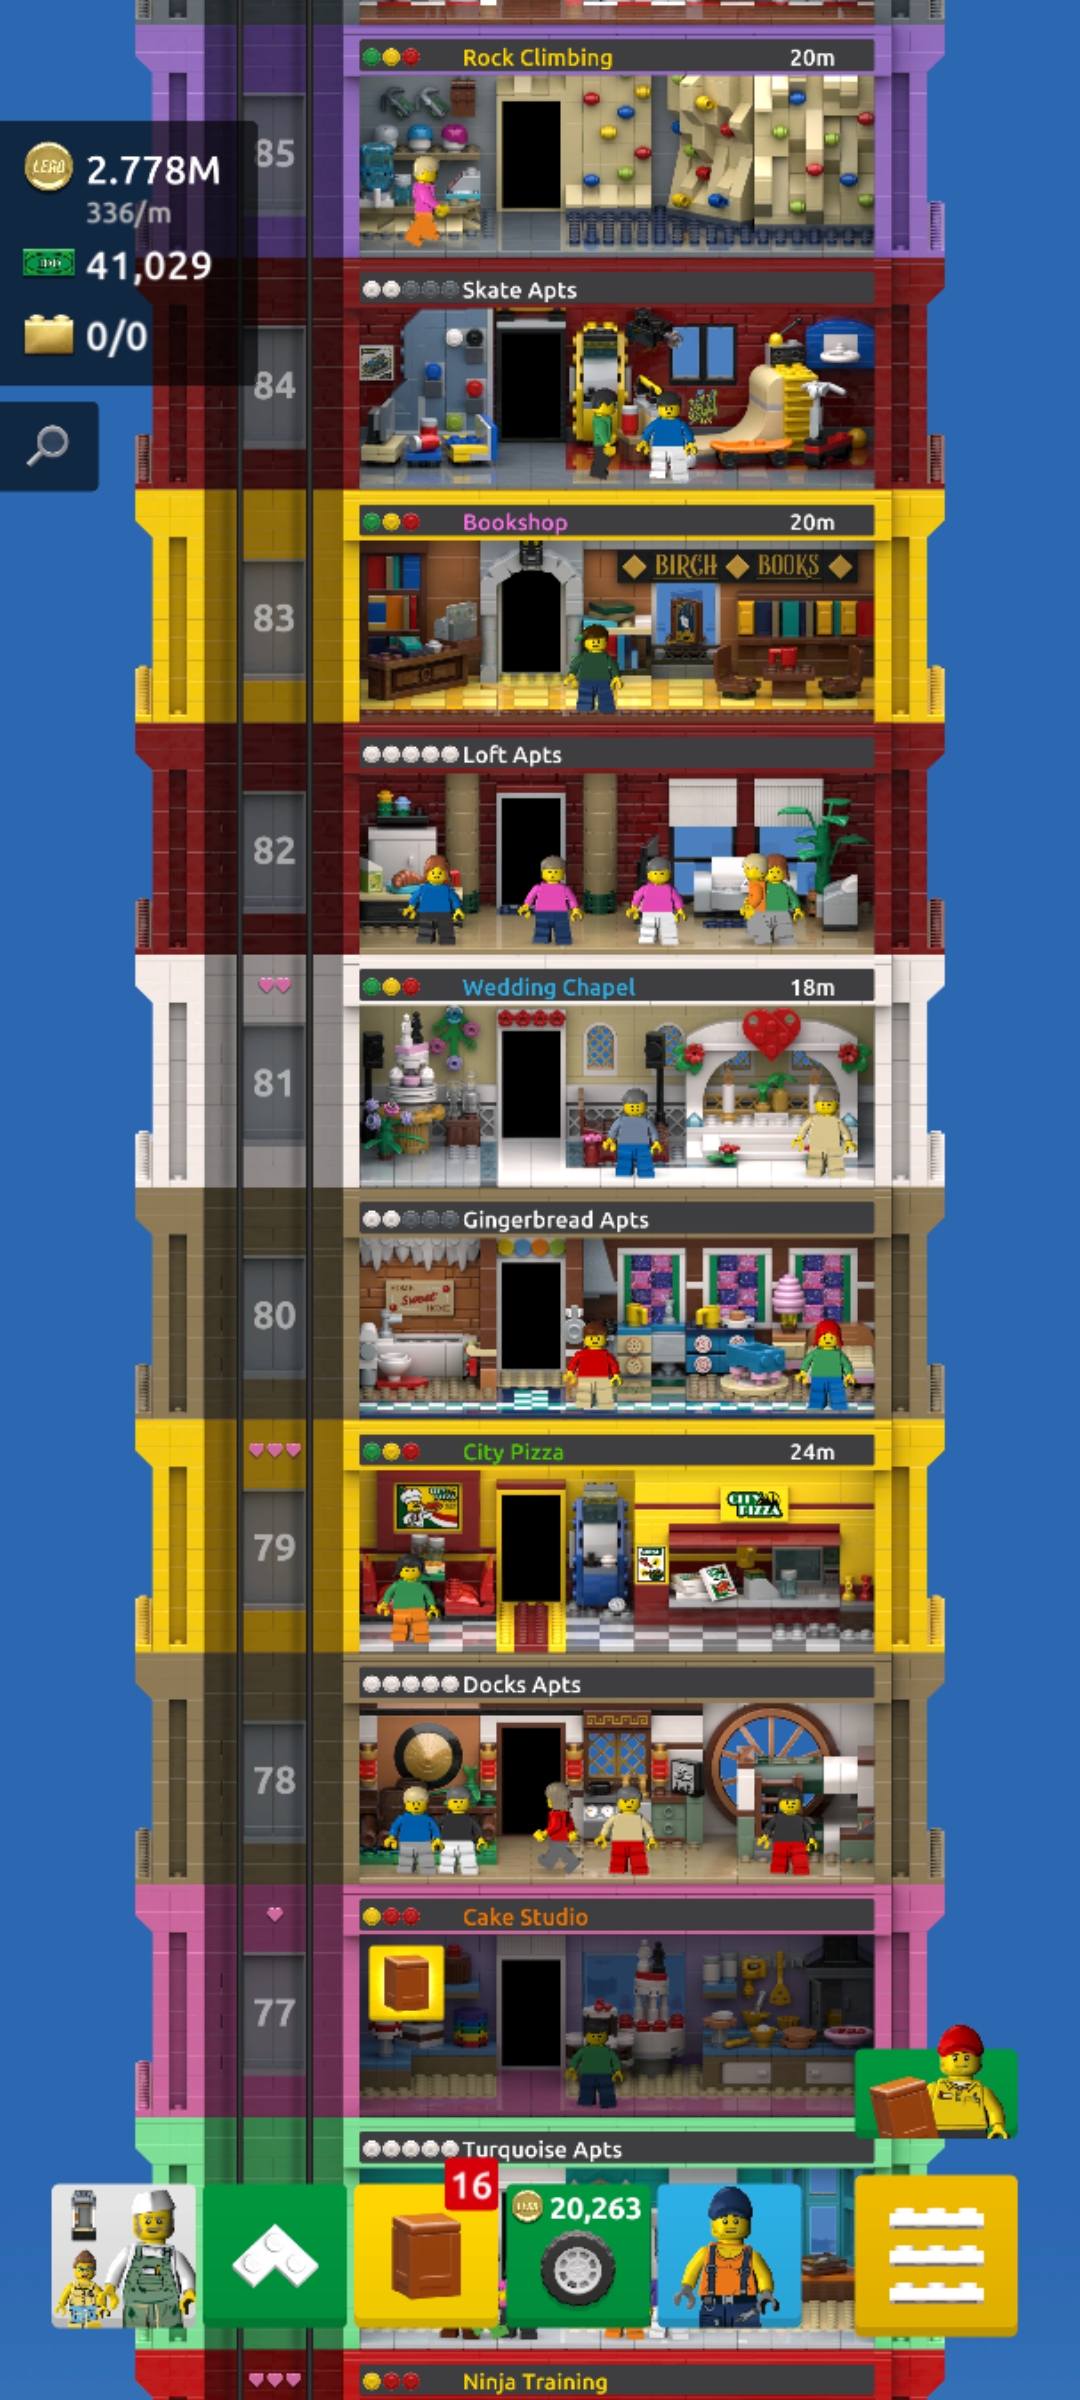 Rock Climbing 20m
85
LEGO 2.778M
336/m
41,029
0/0
Skate Apts
84
Bookshop 20m
BIRCH BOOKS
83
Loft Apts
82
Wedding Chapel 18m
81
Gingerbread Apts
Sweet
80
City Pizza 24m
CITY PIZZA
79
Docks Apts
78
Cake Studio
77
Turquoise Apts
16
20,263
Ninja Training